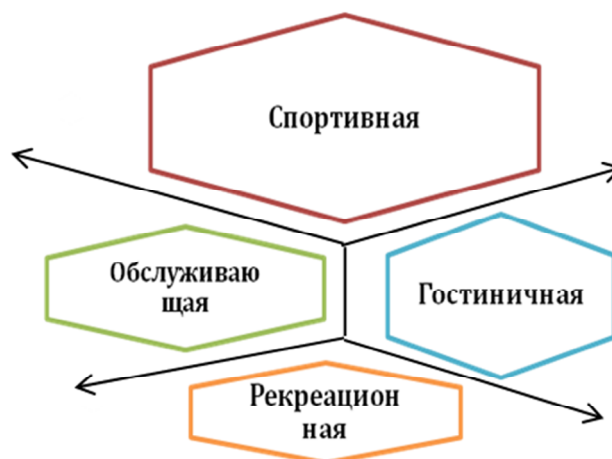 Спортивная
Обслуживаю
щая
Гостиничная
Рекреацион
ная